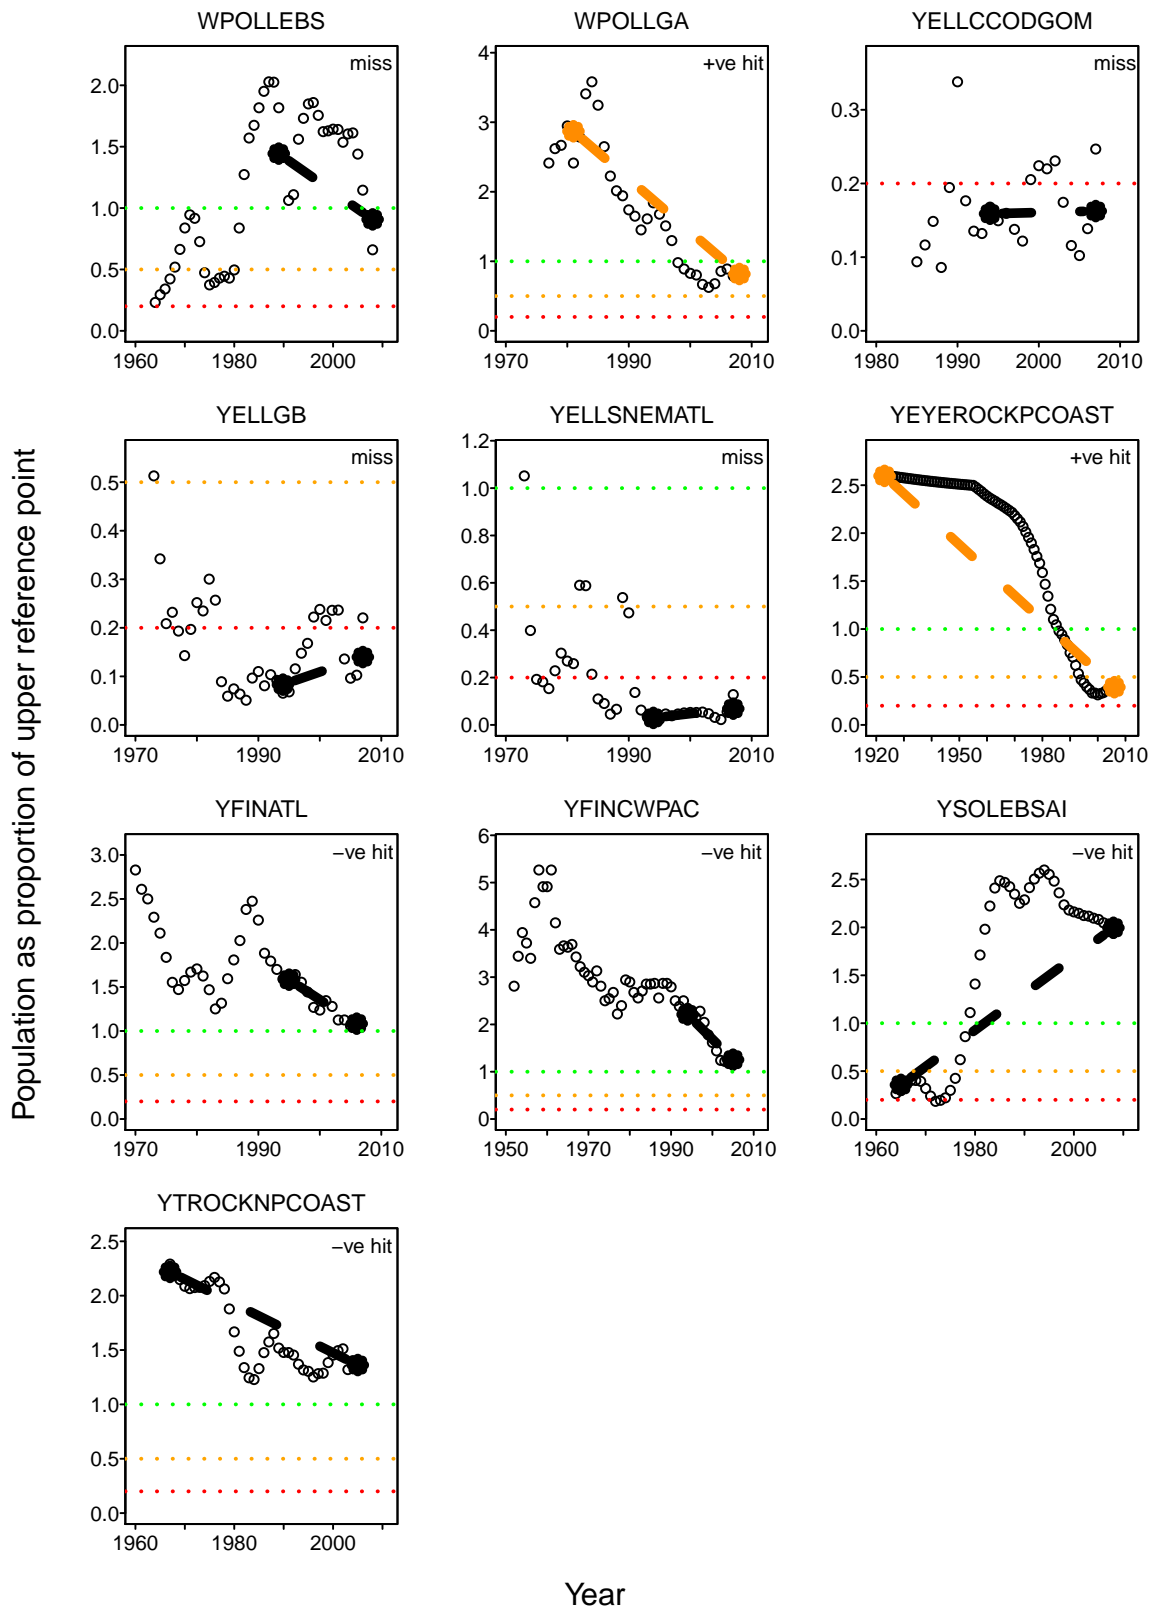 WPOLLEBS
miss
2.0
1.5
1.0
0.5
0.0
1960 1980 2000
WPOLLGA
+ve hit
4
3
2
1
0
1970 1990 2010
YELLCCODGOM
miss
0.3
0.2
0.1
0.0
1980 1990 2000 2010
YELLGB
miss
0.5
0.4
0.3
0.2
0.1
0.0
1970 1990 2010
YELLSNEMATL
miss
1.2
1.0
0.8
0.6
0.4
0.2
0.0
1970 1990 2010
YEYEROCKPCOAST
+ve hit
2.5
2.0
1.5
1.0
0.5
0.0
1920 1950 1980 2010
YFINATL
−ve hit
3.0
2.5
2.0
1.5
1.0
0.5
0.0
1970 1990 2010
YFINCWPAC
−ve hit
6
5
4
3
2
1
0
1950 1970 1990 2010
YSOLEBSAI
−ve hit
2.5
2.0
1.5
1.0
0.5
0.0
1960 1980 2000
YTROCKNPCOAST
−ve hit
2.5
2.0
1.5
1.0
0.5
0.0
1960 1980 2000
Population as proportion of upper reference point
Year